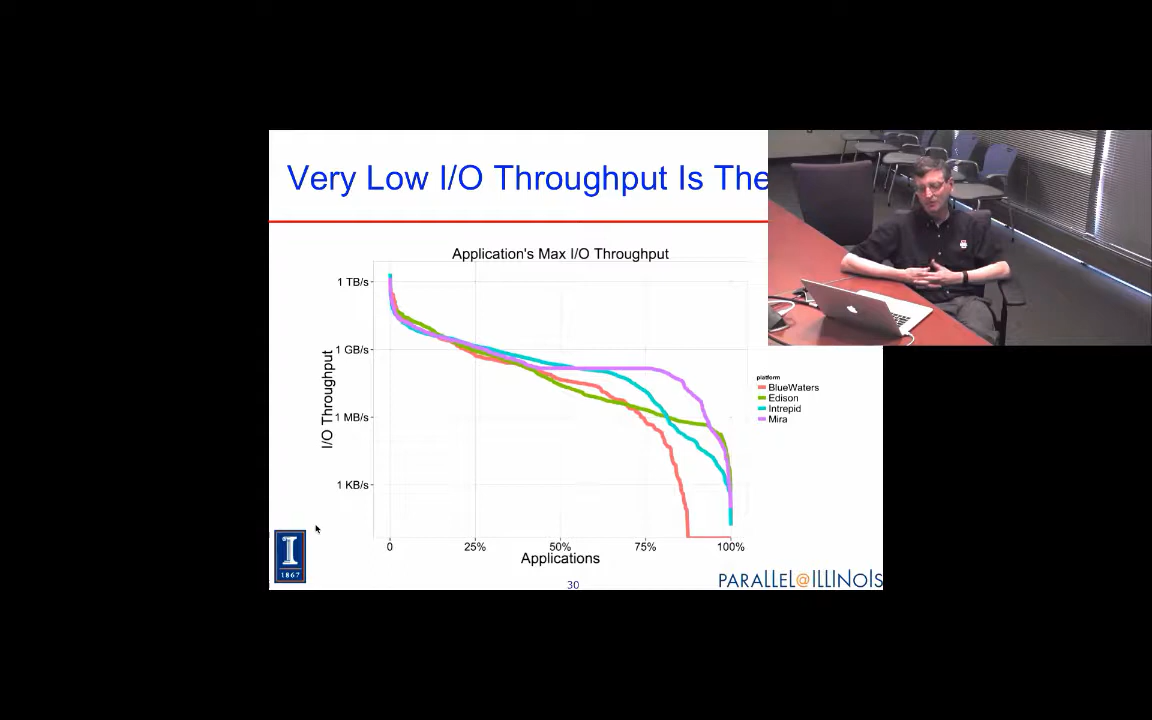 Very Low I/O Throughput Is The
Application's Max I/O Throughput
1 TB/s
1 GB/s
1 MB/s
1 KB/s
I/O Throughput
0
25%
50%
75%
100%
Applications
platform
BlueWaters
Edison
Intrepid
Mira
I
1867
30
PARALLEL@ILLINOIS